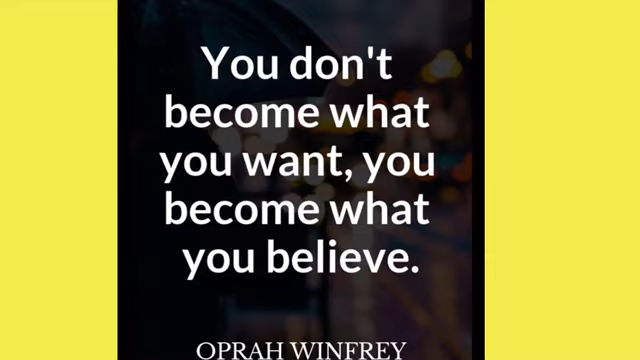 You don't
become what
you want, you
become what
you believe.
OPRAH WINFREY